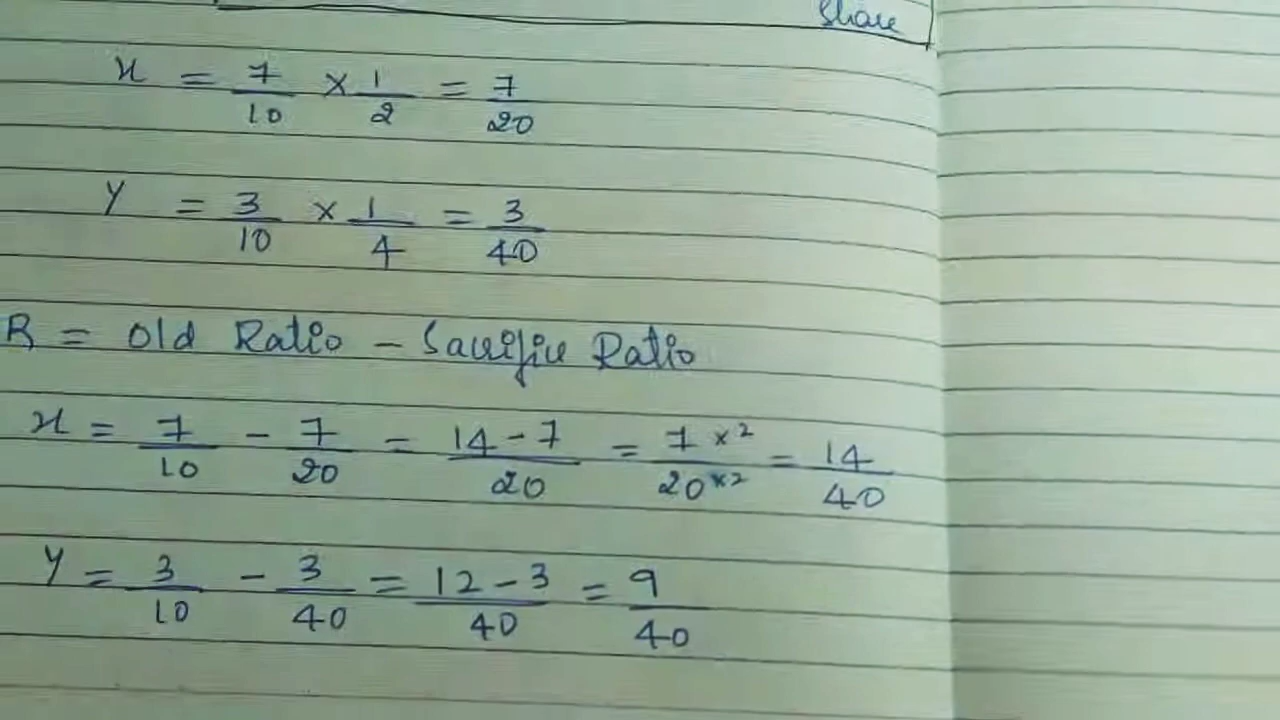 Share
x = 7/10 × 1/2 = 7/20
Y = 3/10 × 1/4 = 3/40
R = Old Ratio - Sacrifice Ratio
x = 7/10 - 7/20 = 14-7/20 = 7×2/20×2 = 14/40
Y = 3/10 - 3/40 = 12-3/40 = 9/40